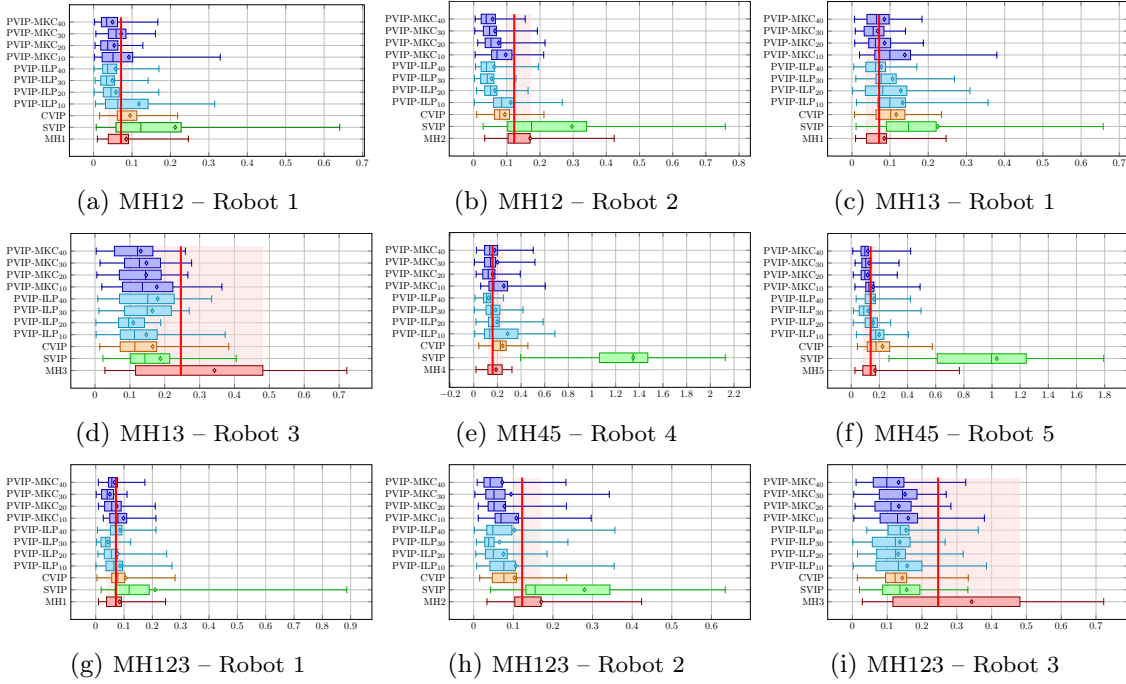 PVIP-MKC40
PVIP-MKC30
PVIP-MKC20
PVIP-MKC10
PVIP-ILP40
PVIP-ILP30
PVIP-ILP20
PVIP-ILP10
CVIP
SVIP
MH1
0 0.1 0.2 0.3 0.4 0.5 0.6 0.7
(a) MH12 – Robot 1
PVIP-MKC40
PVIP-MKC30
PVIP-MKC20
PVIP-MKC10
PVIP-ILP40
PVIP-ILP30
PVIP-ILP20
PVIP-ILP10
CVIP
SVIP
MH2
0 0.1 0.2 0.3 0.4 0.5 0.6 0.7 0.8
(b) MH12 – Robot 2
PVIP-MKC40
PVIP-MKC30
PVIP-MKC20
PVIP-MKC10
PVIP-ILP40
PVIP-ILP30
PVIP-ILP20
PVIP-ILP10
CVIP
SVIP
MH1
0 0.1 0.2 0.3 0.4 0.5 0.6 0.7
(c) MH13 – Robot 1
PVIP-MKC40
PVIP-MKC30
PVIP-MKC20
PVIP-MKC10
PVIP-ILP40
PVIP-ILP30
PVIP-ILP20
PVIP-ILP10
CVIP
SVIP
MH3
0 0.1 0.2 0.3 0.4 0.5 0.6 0.7
(d) MH13 – Robot 3
PVIP-MKC40
PVIP-MKC30
PVIP-MKC20
PVIP-MKC10
PVIP-ILP40
PVIP-ILP30
PVIP-ILP20
PVIP-ILP10
CVIP
SVIP
MH4
−0.2 0 0.2 0.4 0.6 0.8 1 1.2 1.4 1.6 1.8 2 2.2
(e) MH45 – Robot 4
PVIP-MKC40
PVIP-MKC30
PVIP-MKC20
PVIP-MKC10
PVIP-ILP40
PVIP-ILP30
PVIP-ILP20
PVIP-ILP10
CVIP
SVIP
MH5
0 0.2 0.4 0.6 0.8 1 1.2 1.4 1.6 1.8
(f) MH45 – Robot 5
PVIP-MKC40
PVIP-MKC30
PVIP-MKC20
PVIP-MKC10
PVIP-ILP40
PVIP-ILP30
PVIP-ILP20
PVIP-ILP10
CVIP
SVIP
MH1
0 0.1 0.2 0.3 0.4 0.5 0.6 0.7 0.8 0.9
(g) MH123 – Robot 1
PVIP-MKC40
PVIP-MKC30
PVIP-MKC20
PVIP-MKC10
PVIP-ILP40
PVIP-ILP30
PVIP-ILP20
PVIP-ILP10
CVIP
SVIP
MH2
0 0.1 0.2 0.3 0.4 0.5 0.6
(h) MH123 – Robot 2
PVIP-MKC40
PVIP-MKC30
PVIP-MKC20
PVIP-MKC10
PVIP-ILP40
PVIP-ILP30
PVIP-ILP20
PVIP-ILP10
CVIP
SVIP
MH3
0 0.1 0.2 0.3 0.4 0.5 0.6 0.7
(i) MH123 – Robot 3